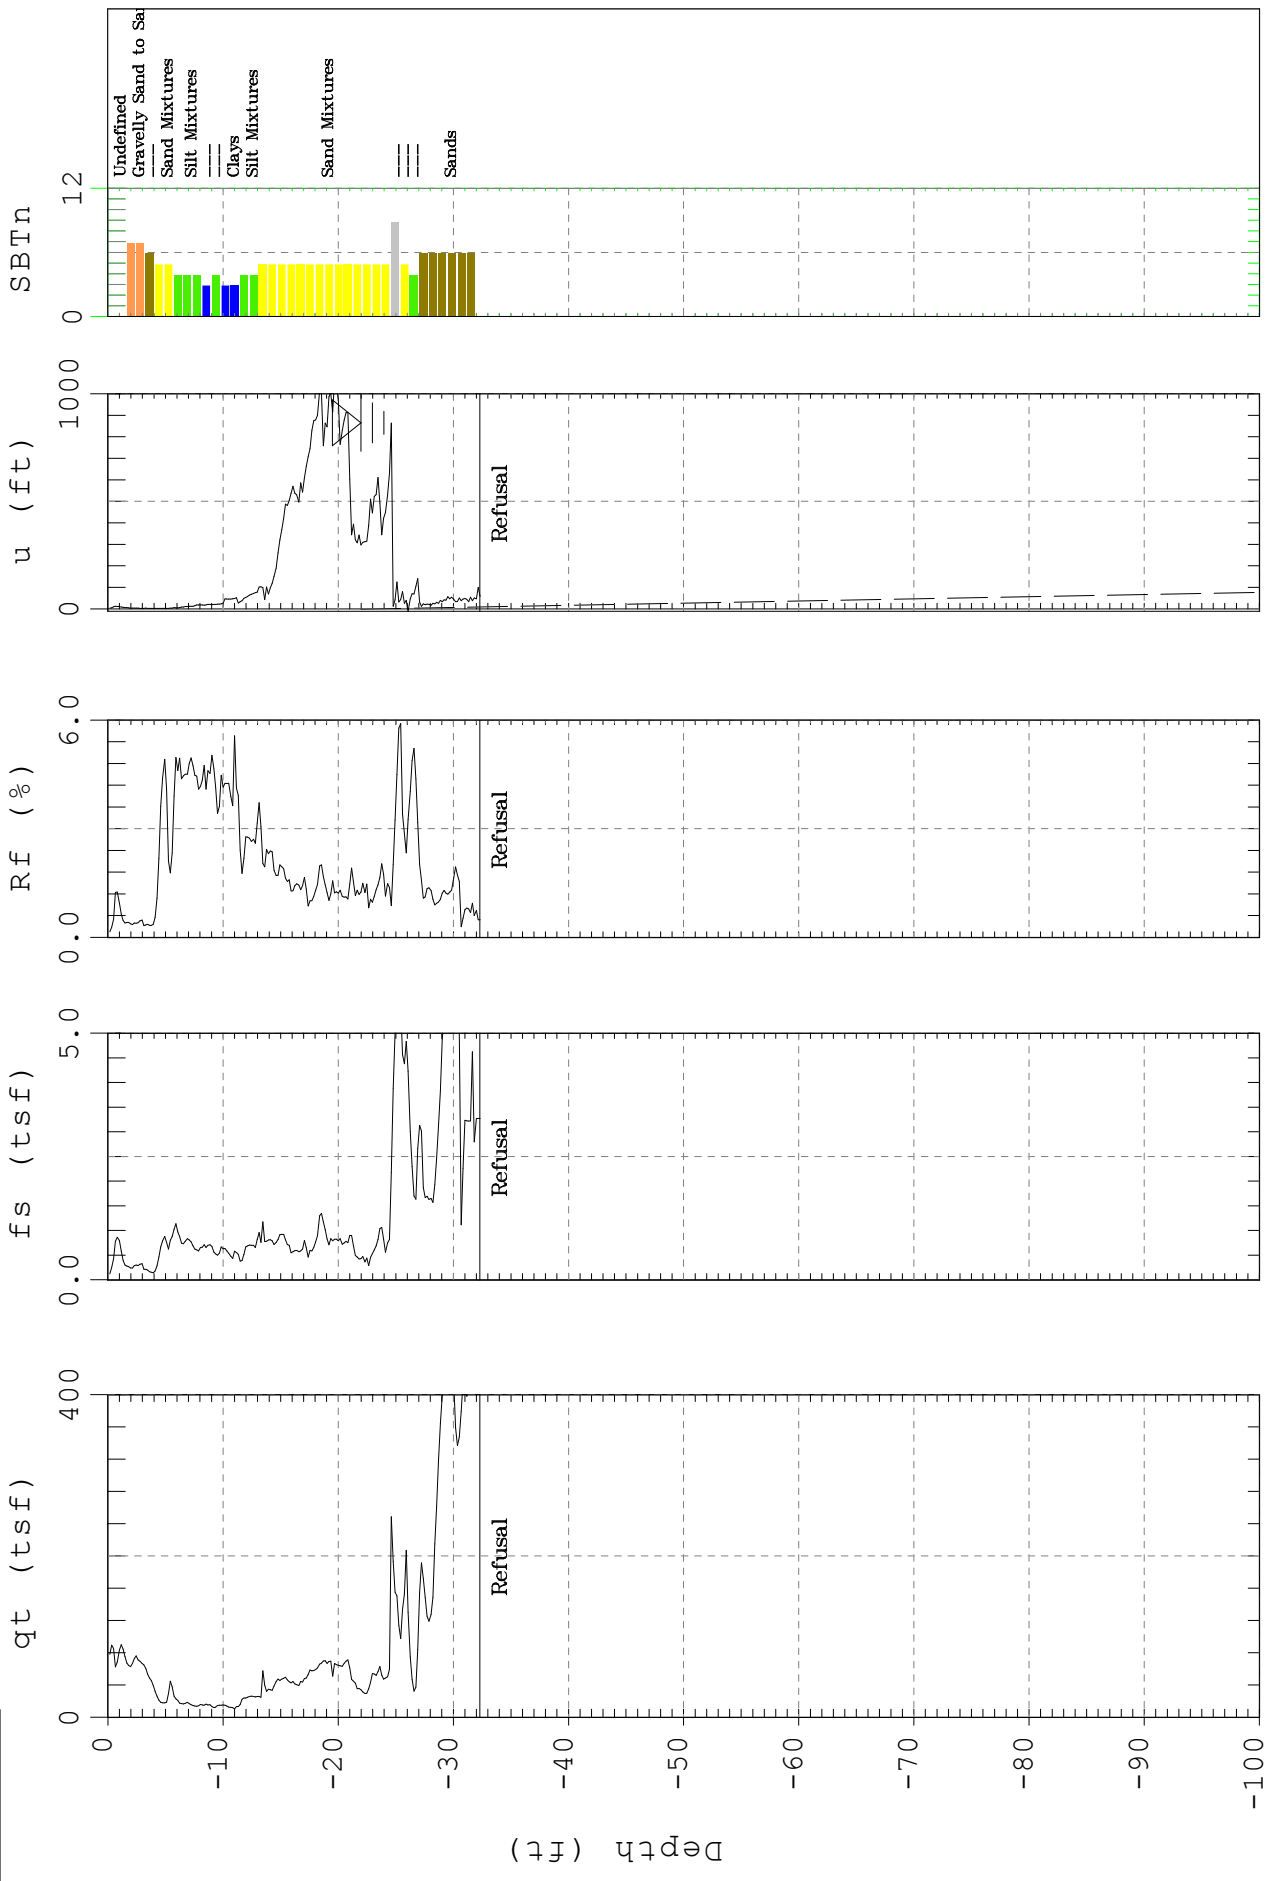 qt (tsf)
fs (tsf)
Rf (%)
u (ft)
SBTn
0
400
0.0
5.0
0.0
6.0
0
1000
0
12
Depth (ft)
0
-10
-20
-30
-40
-50
-60
-70
-80
-90
-100
Refusal
Refusal
Refusal
Refusal
Undefined
Gravelly Sand to Sa
Sand Mixtures
Silt Mixtures
Clays
Silt Mixtures
Sand Mixtures
Sands